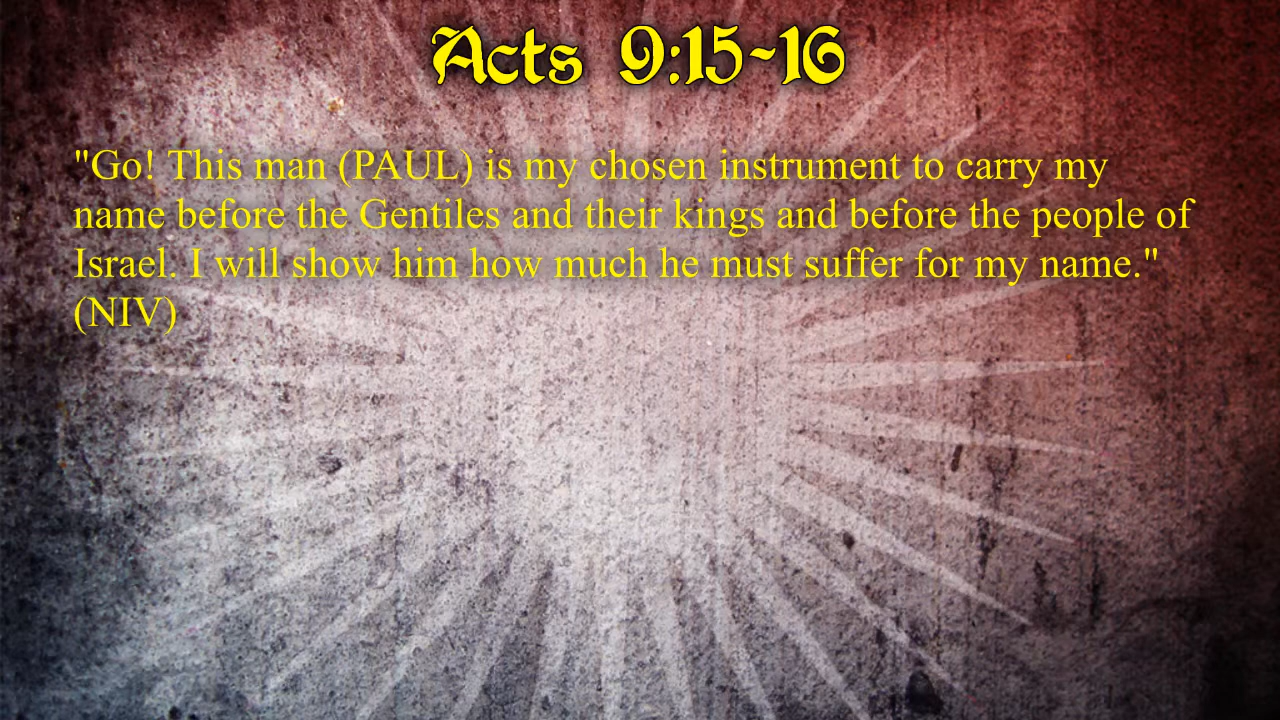 Acts 9:15-16
"Go! This man (PAUL) is my chosen instrument to carry my
name before the Gentiles and their kings and before the people of
Israel. I will show him how much he must suffer for my name."
(NIV)